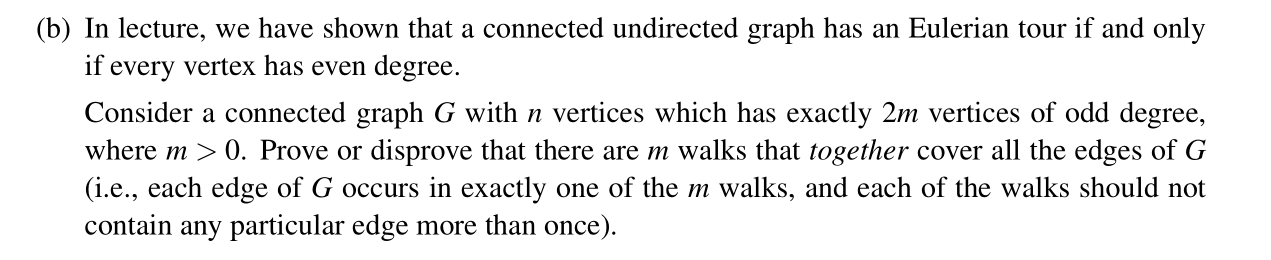 (b) In lecture, we have shown that a connected undirected graph has an Eulerian tour if and only
if every vertex has even degree.
Consider a connected graph G with n vertices which has exactly 2m vertices of odd degree,
where m > 0. Prove or disprove that there are m walks that together cover all the edges of G
(i.e., each edge of G occurs in exactly one of the m walks, and each of the walks should not
contain any particular edge more than once).